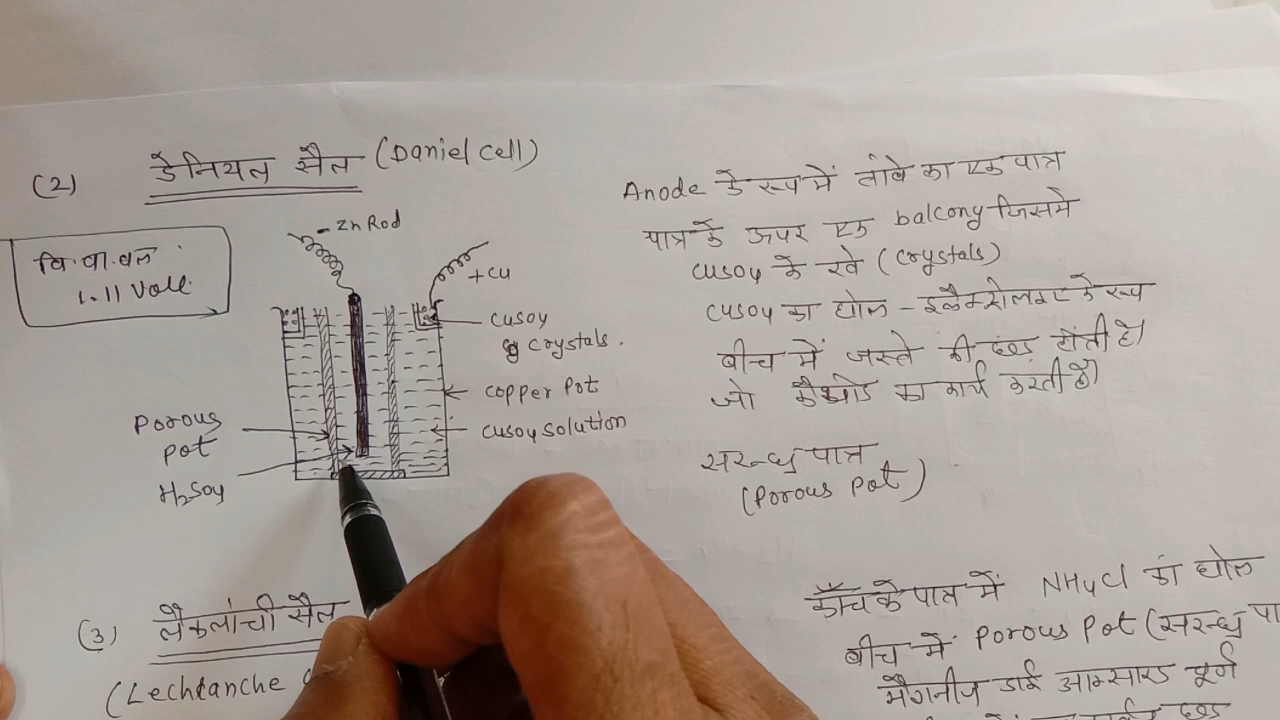 (2) डेनियल सैल (Daniel cell)
वि.वा.बल
1.11 Volt.
- Zn Rod
+ Cu
CuSO4
Crystals.
Copper Pot
CuSO4 Solution
Porous
Pot
H2SO4
Anode के रूप में तांबे का एक पात्र
पात्र के ऊपर एक balcony जिसमे
CuSO4 के रवे (Crystals)
CuSO4 का घोल - इलैक्ट्रोलाइट के रूप
बीच में जस्ते की छड़ होती है।
जो कैथोड का कार्य करती है।
सरन्ध्र पात्र
(Porous Pot)
(3) लैकलांची सैल
(Lechtanche
काँच के पात्र में NH4Cl का घोल
बीच में Porous Pot (सरन्ध्र पा
मैगनीज डाई आक्साइड पूर्ण